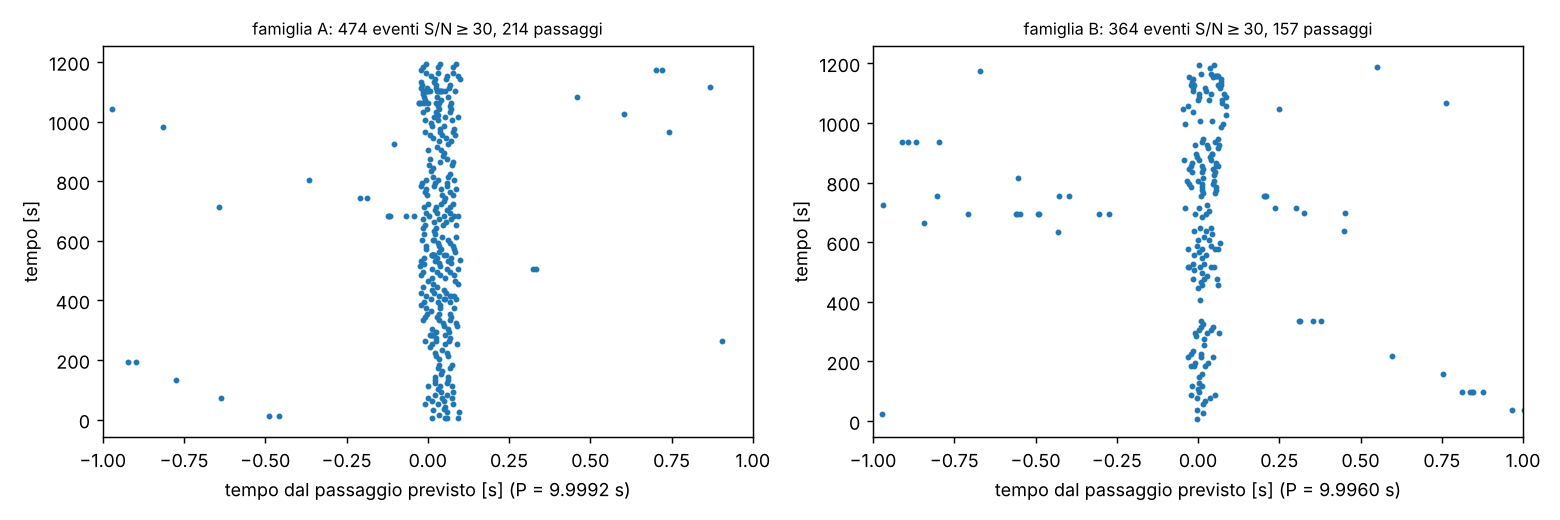 famiglia A: 474 eventi S/N ≥ 30, 214 passaggi
tempo [s]
1200
1000
800
600
400
200
0
−1.00 −0.75 −0.50 −0.25 0.00 0.25 0.50 0.75 1.00
tempo dal passaggio previsto [s] (P = 9.9992 s)
famiglia B: 364 eventi S/N ≥ 30, 157 passaggi
tempo [s]
1200
1000
800
600
400
200
0
−1.00 −0.75 −0.50 −0.25 0.00 0.25 0.50 0.75 1.00
tempo dal passaggio previsto [s] (P = 9.9960 s)